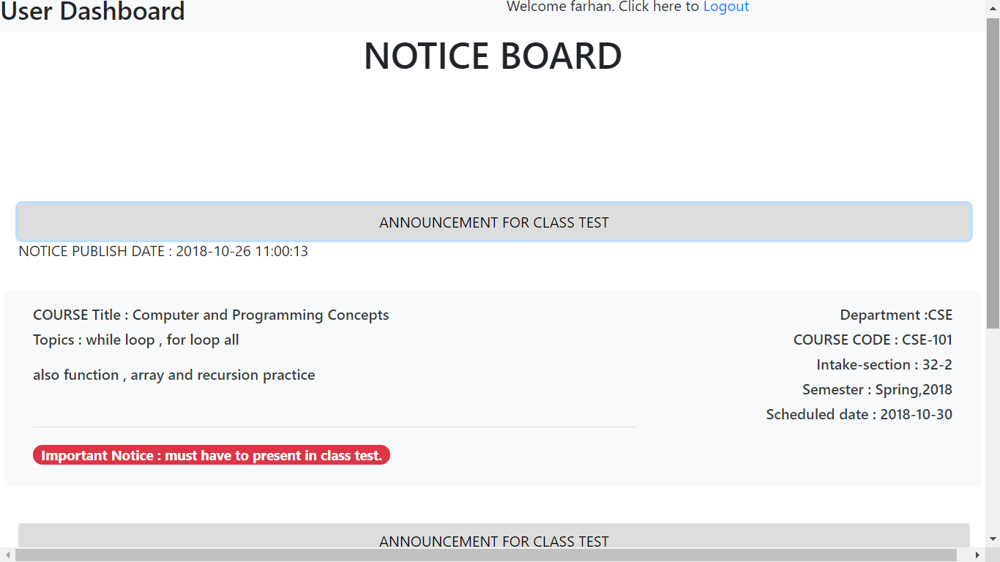 User Dashboard
Welcome farhan. Click here to Logout
NOTICE BOARD
ANNOUNCEMENT FOR CLASS TEST
NOTICE PUBLISH DATE : 2018-10-26 11:00:13
COURSE Title : Computer and Programming Concepts
Topics : while loop , for loop all
also function , array and recursion practice
Important Notice : must have to present in class test.
Department :CSE
COURSE CODE : CSE-101
Intake-section : 32-2
Semester : Spring,2018
Scheduled date : 2018-10-30
ANNOUNCEMENT FOR CLASS TEST